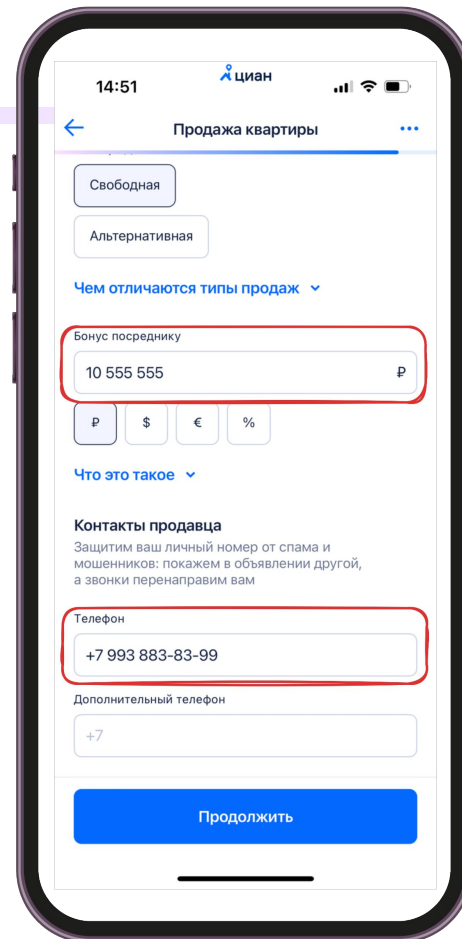 14:51
циан
Продажа квартиры
Свободная
Альтернативная
Чем отличаются типы продаж
Бонус посреднику
10 555 555 ₽
₽ $ € %
Что это такое
Контакты продавца
Защитим ваш личный номер от спама и
мошенников: покажем в объявлении другой,
а звонки перенаправим вам
Телефон
+7 993 883-83-99
Дополнительный телефон
+7
Продолжить